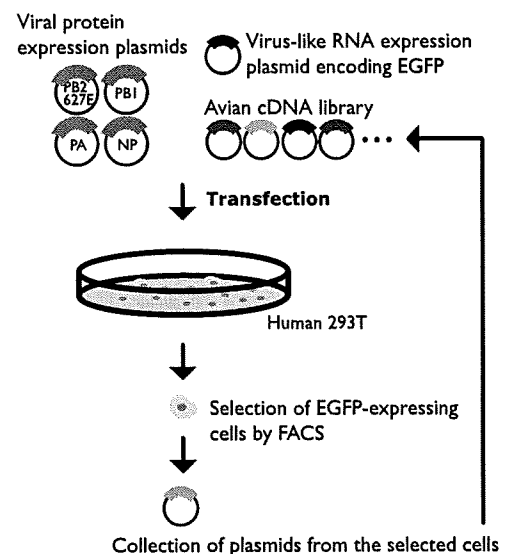 Viral protein
expression plasmids
PB2
627E
PB1
PA
NP
Virus-like RNA expression
plasmid encoding EGFP
Avian cDNA library
...
Transfection
Human 293T
Selection of EGFP-expressing
cells by FACS
Collection of plasmids from the selected cells